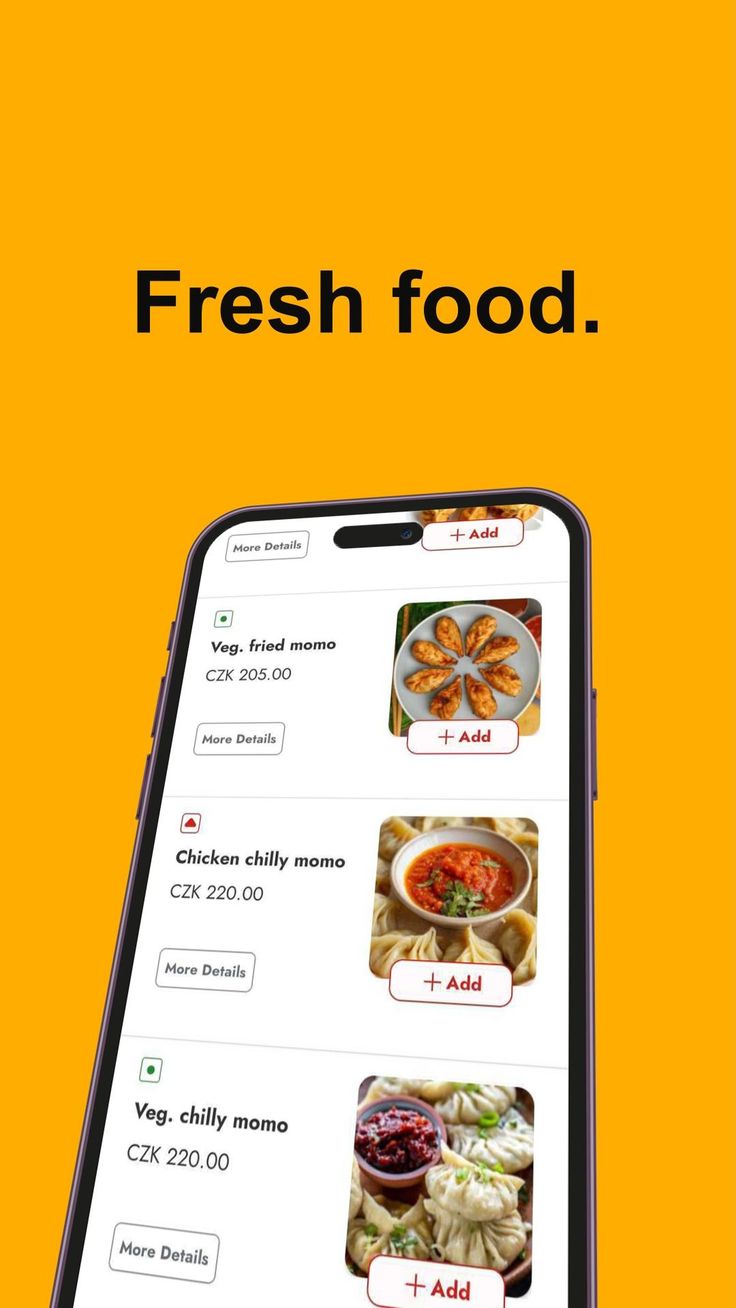 Fresh food.
More Details
+ Add
Veg. fried momo
CZK 205.00
More Details
+ Add
Chicken chilly momo
CZK 220.00
More Details
+ Add
Veg. chilly momo
CZK 220.00
More Details
+ Add